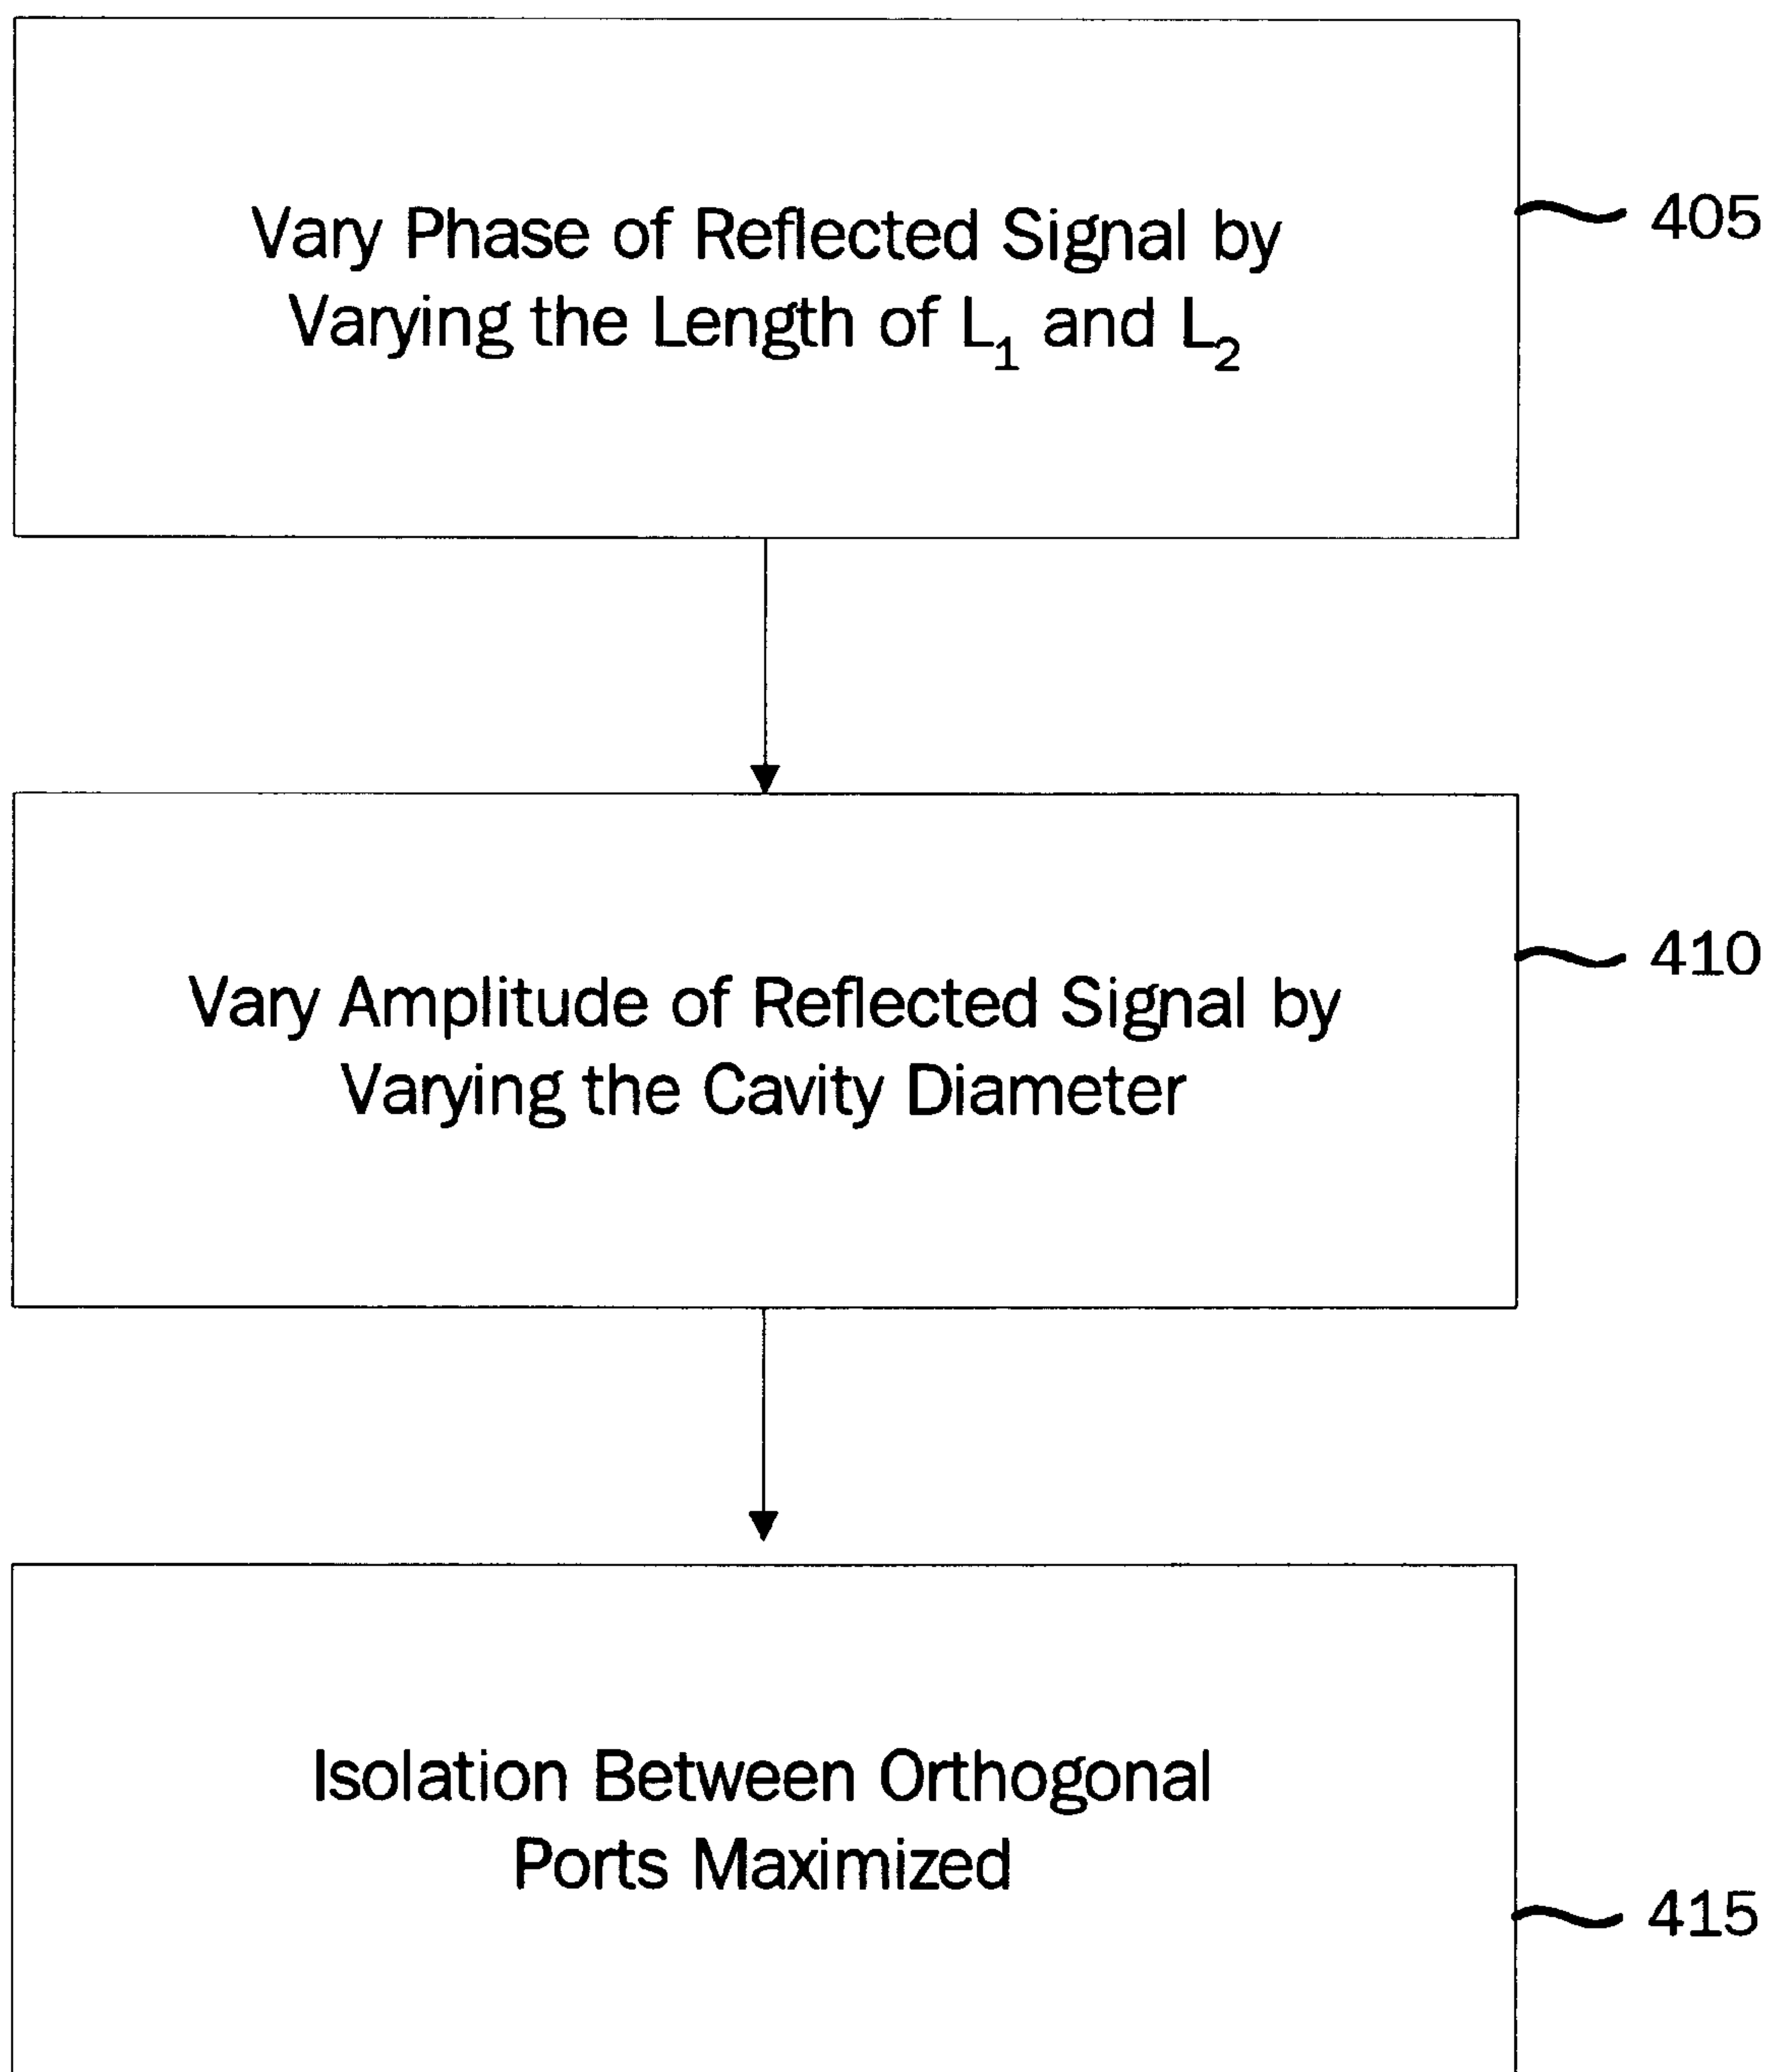 Vary Phase of Reflected Signal by
Varying the Length of L₁ and L₂
405
Vary Amplitude of Reflected Signal by
Varying the Cavity Diameter
410
Isolation Between Orthogonal
Ports Maximized
415